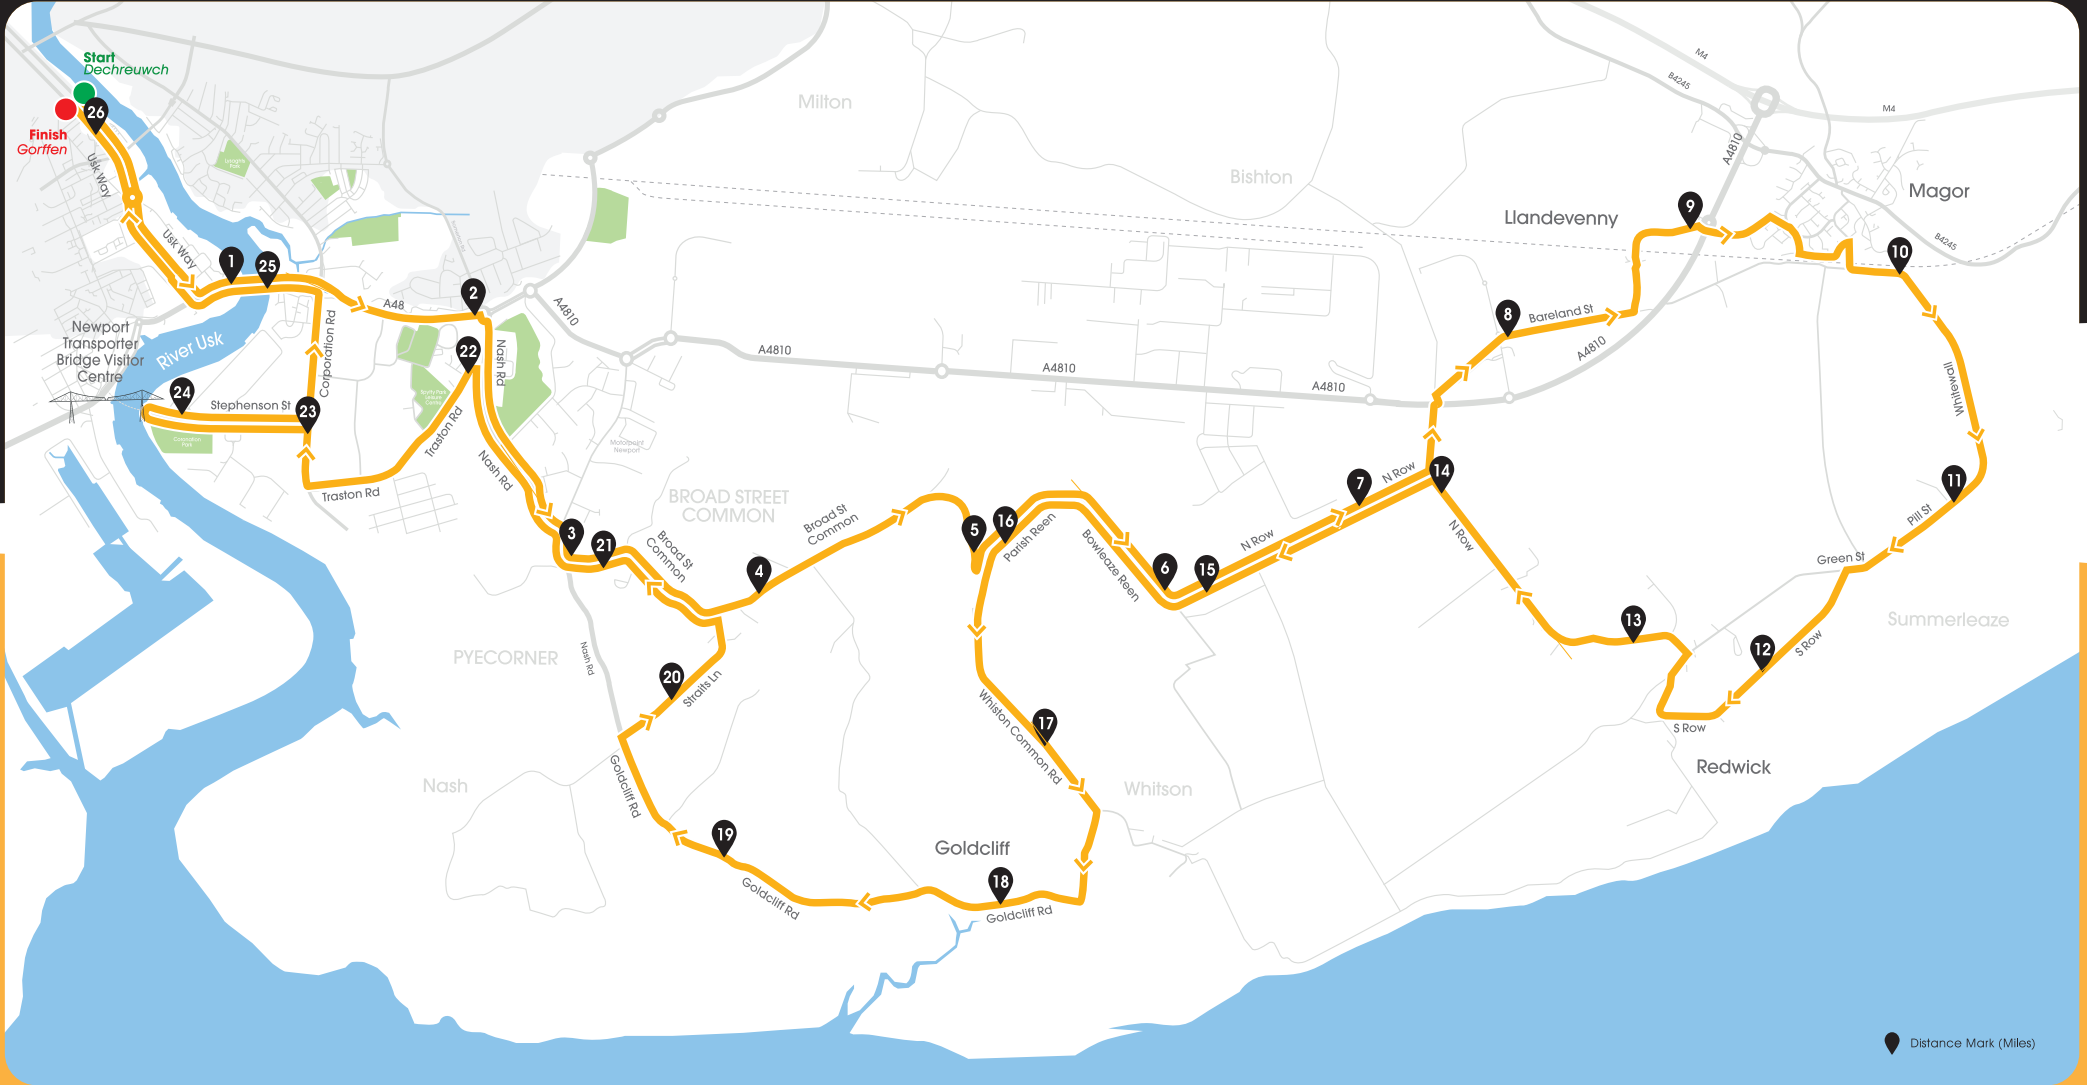 Start
Dechreuwch
26
Finish
Gorffen
Usk Way
Usk Way
1
25
2
A48
A4810
A4810
A4810
A4810
A4810
A4810
M4
M4
B4245
B4245
Milton
Bishton
Llandevenny
Magor
9
10
8
Bareland St
Newport
Transporter
Bridge Visitor
Centre
River Usk
24
Stephenson St
23
Corporation Rd
22
Nash Rd
Traston Rd
Traston Rd
Nash Rd
Coronation
Park
Motorpoint
Newport
BROAD STREET
COMMON
3
21
Broad St
Common
4
Broad St
Common
5
16
Parish Reen
Bowleaze Reen
6
15
N Row
7
N Row
14
N Row
Whitewall
11
Pill St
Green St
Summerleaze
13
12
S Row
S Row
Redwick
PYECORNER
Nash Rd
20
Straits Ln
Nash
Goldcliff Rd
19
Goldcliff Rd
Goldcliff
18
Goldcliff Rd
17
Whiston Common Rd
Whitson
Distance Mark (Miles)